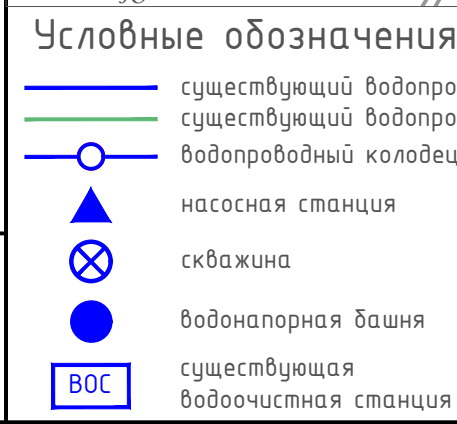 Условные обозначения
существующий водопро
существующий водопро
водопроводный колодец
насосная станция
скважина
водонапорная башня
ВОС
существующая
водоочистная станция